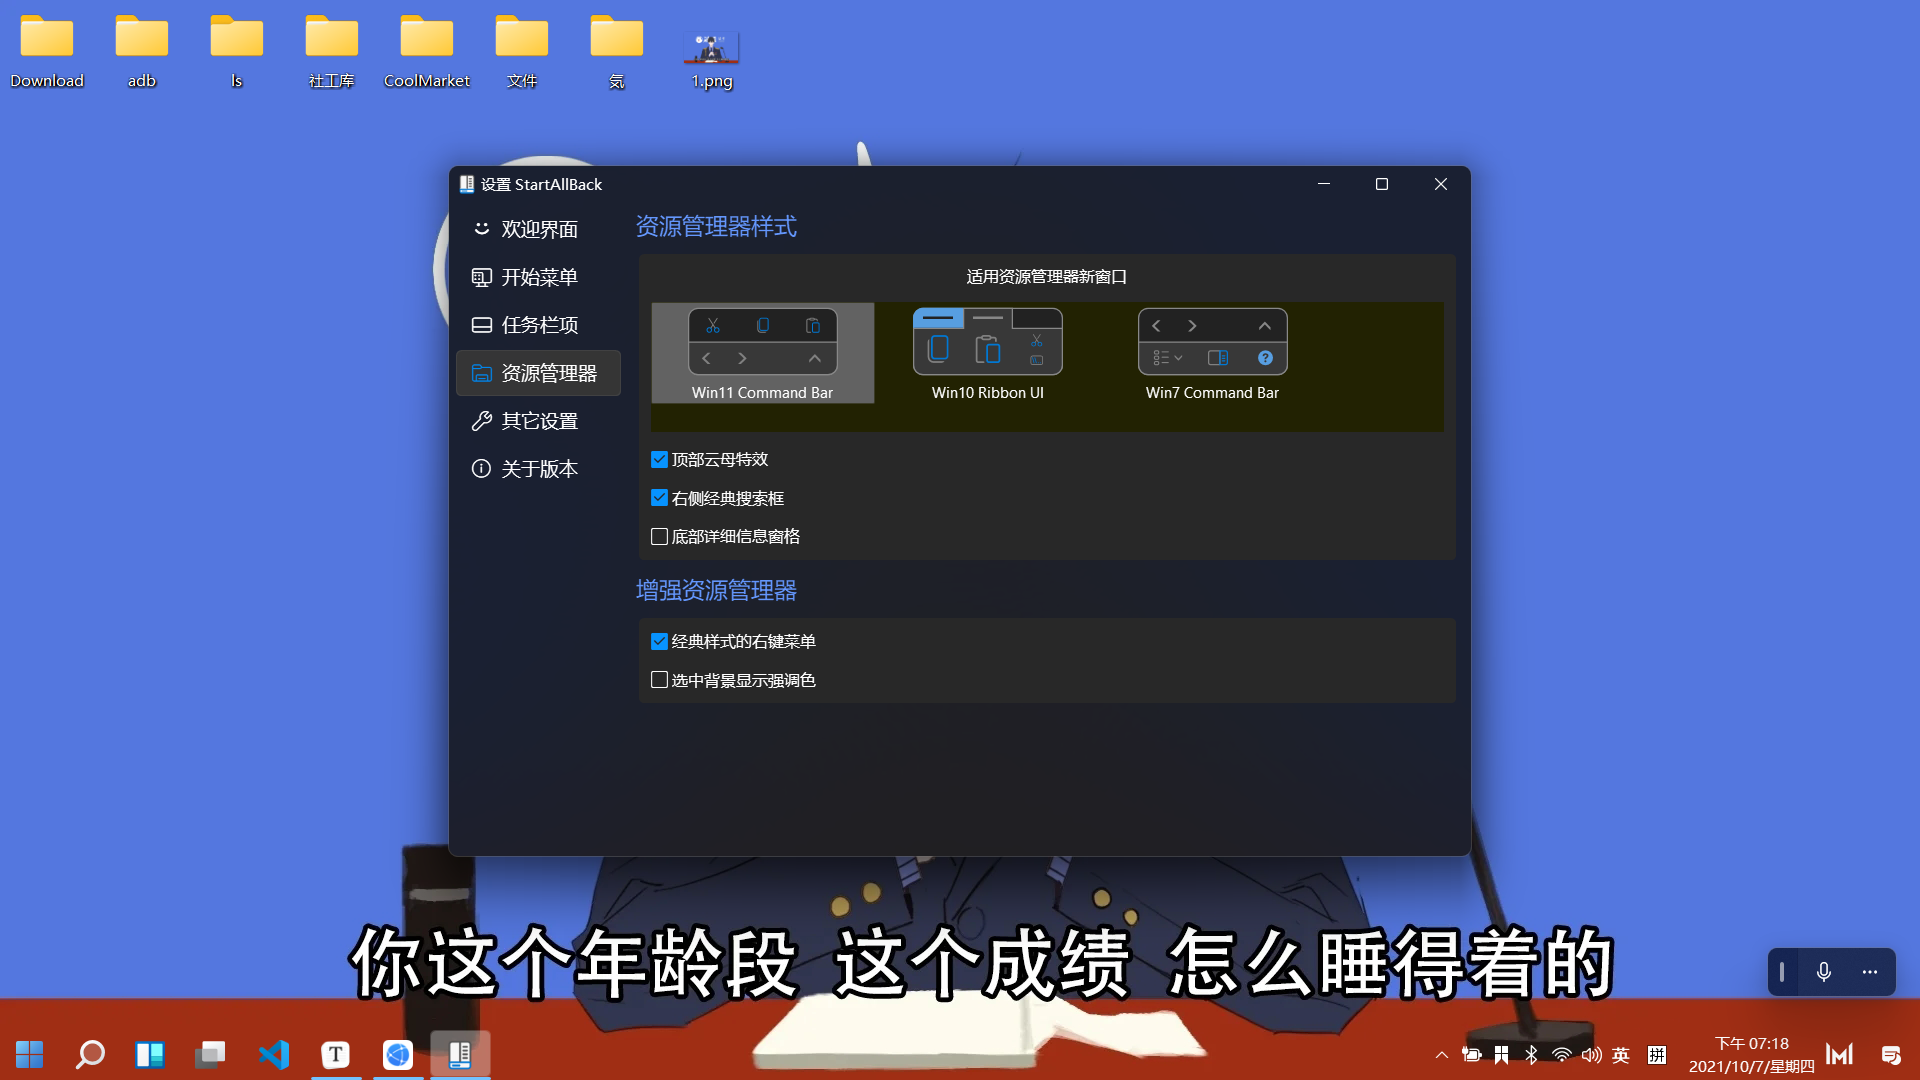 Download
adb
ls
社工库
CoolMarket
文件
気
1.png
设置 StartAllBack
欢迎界面
开始菜单
任务栏项
资源管理器
其它设置
关于版本
资源管理器样式
适用资源管理器新窗口
Win11 Command Bar
Win10 Ribbon UI
Win7 Command Bar
顶部云母特效
右侧经典搜索框
底部详细信息窗格
增强资源管理器
经典样式的右键菜单
选中背景显示强调色
你这个年龄段 这个成绩 怎么睡得着的
英
拼
下午 07:18
2021/10/7/星期四